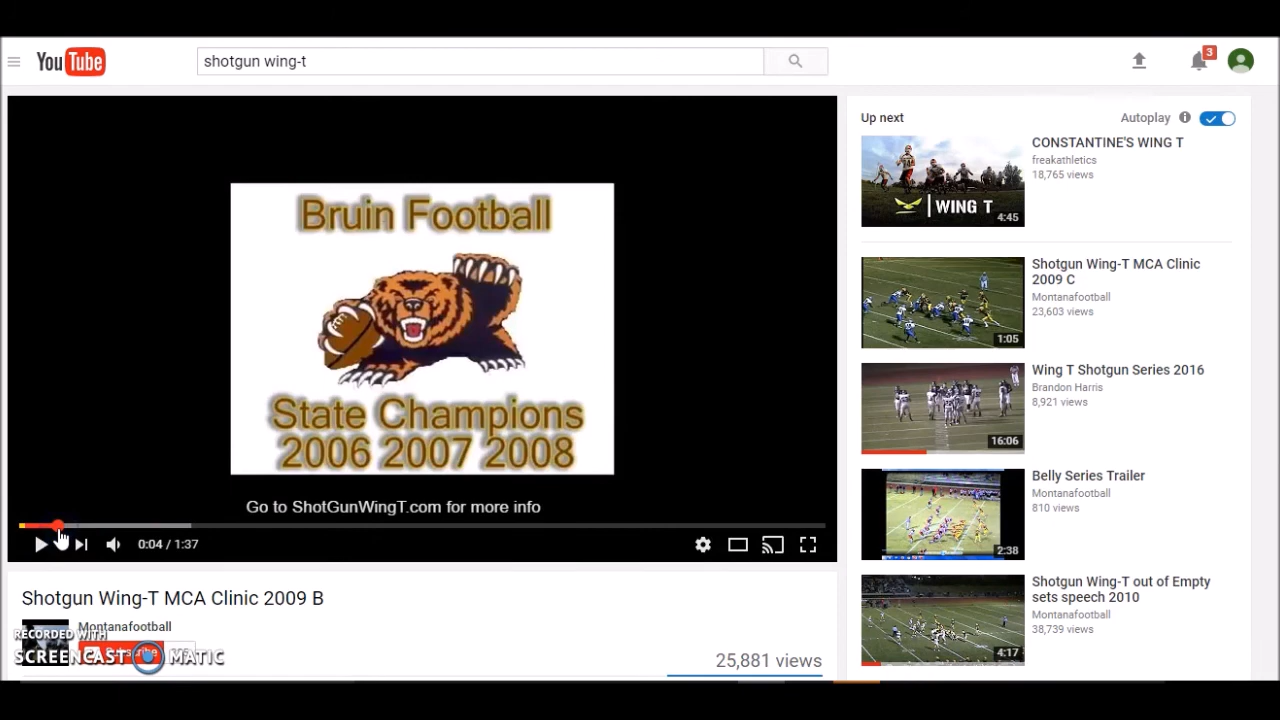 YouTube
shotgun wing-t
3
Bruin Football
State Champions
2006 2007 2008
Go to ShotGunWingT.com for more info
0:04 / 1:37
Shotgun Wing-T MCA Clinic 2009 B
Montanafootball
Subscribe
RECORDED WITH
SCREENCAST MATIC
25,881 views
Up next
Autoplay
WING T
4:45
CONSTANTINE'S WING T
freakathletics
18,765 views
1:05
Shotgun Wing-T MCA Clinic
2009 C
Montanafootball
23,603 views
16:06
Wing T Shotgun Series 2016
Brandon Harris
8,921 views
2:38
Belly Series Trailer
Montanafootball
810 views
4:17
Shotgun Wing-T out of Empty
sets speech 2010
Montanafootball
38,739 views